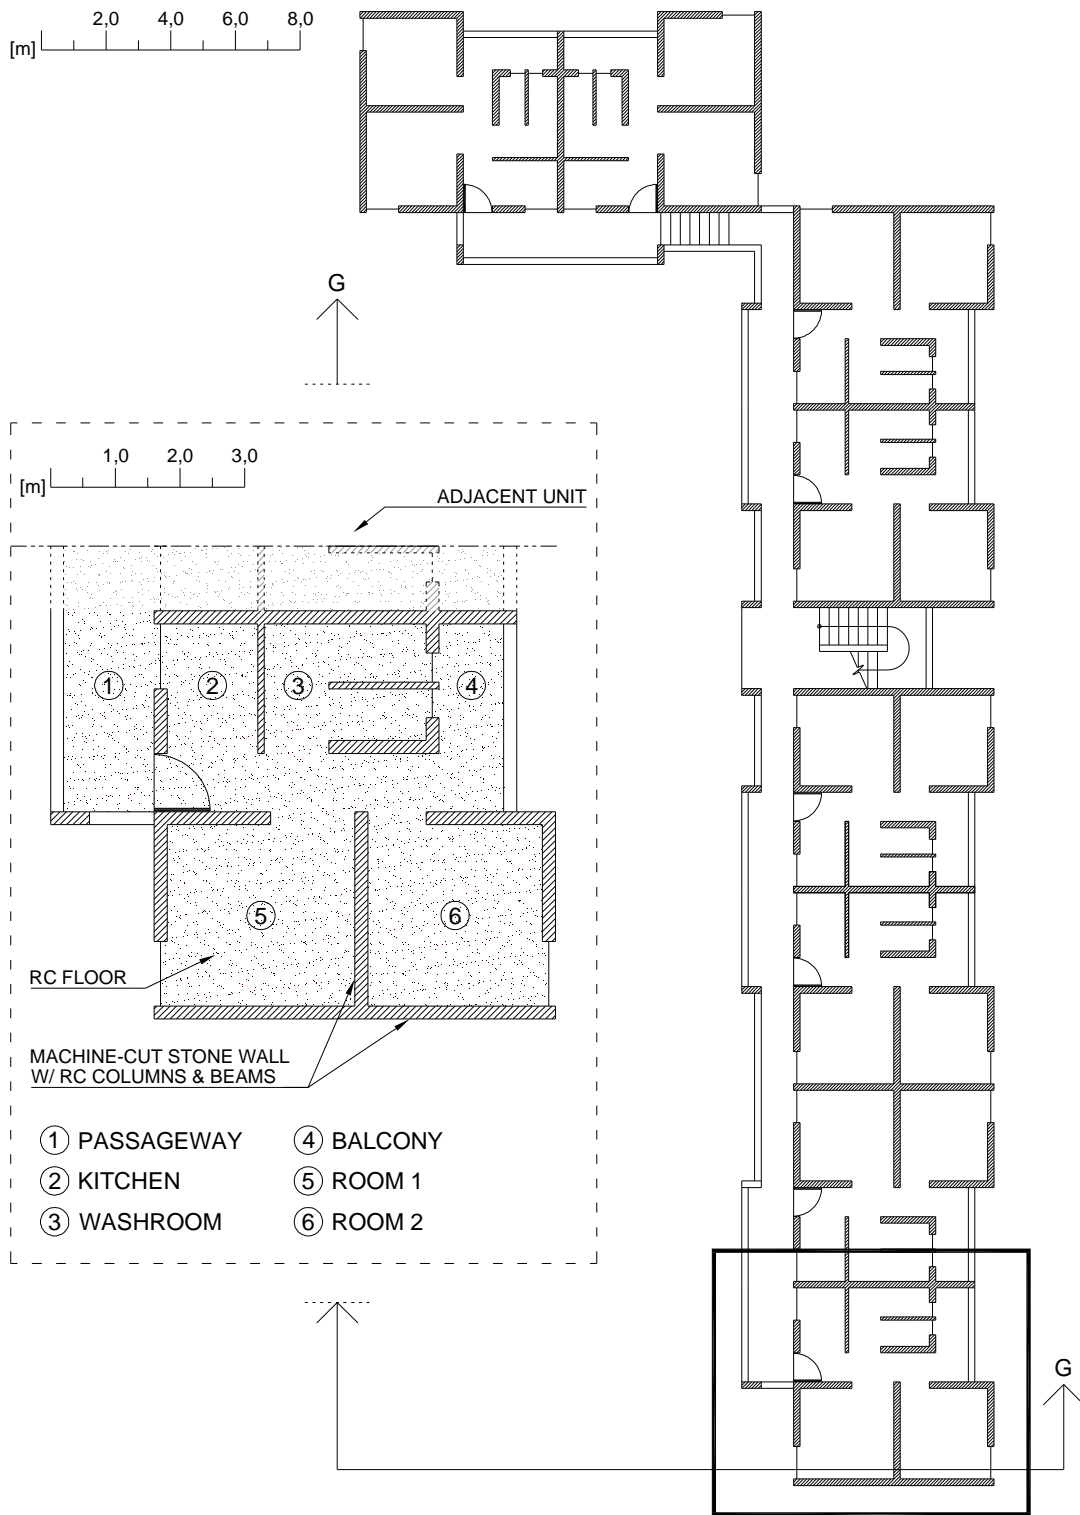 2,0 4,0 6,0 8,0
[m]
G
1,0 2,0 3,0
[m]
ADJACENT UNIT
1 2 3 4
5 6
RC FLOOR
MACHINE-CUT STONE WALL
W/ RC COLUMNS & BEAMS
1 PASSAGEWAY
2 KITCHEN
3 WASHROOM
4 BALCONY
5 ROOM 1
6 ROOM 2
G